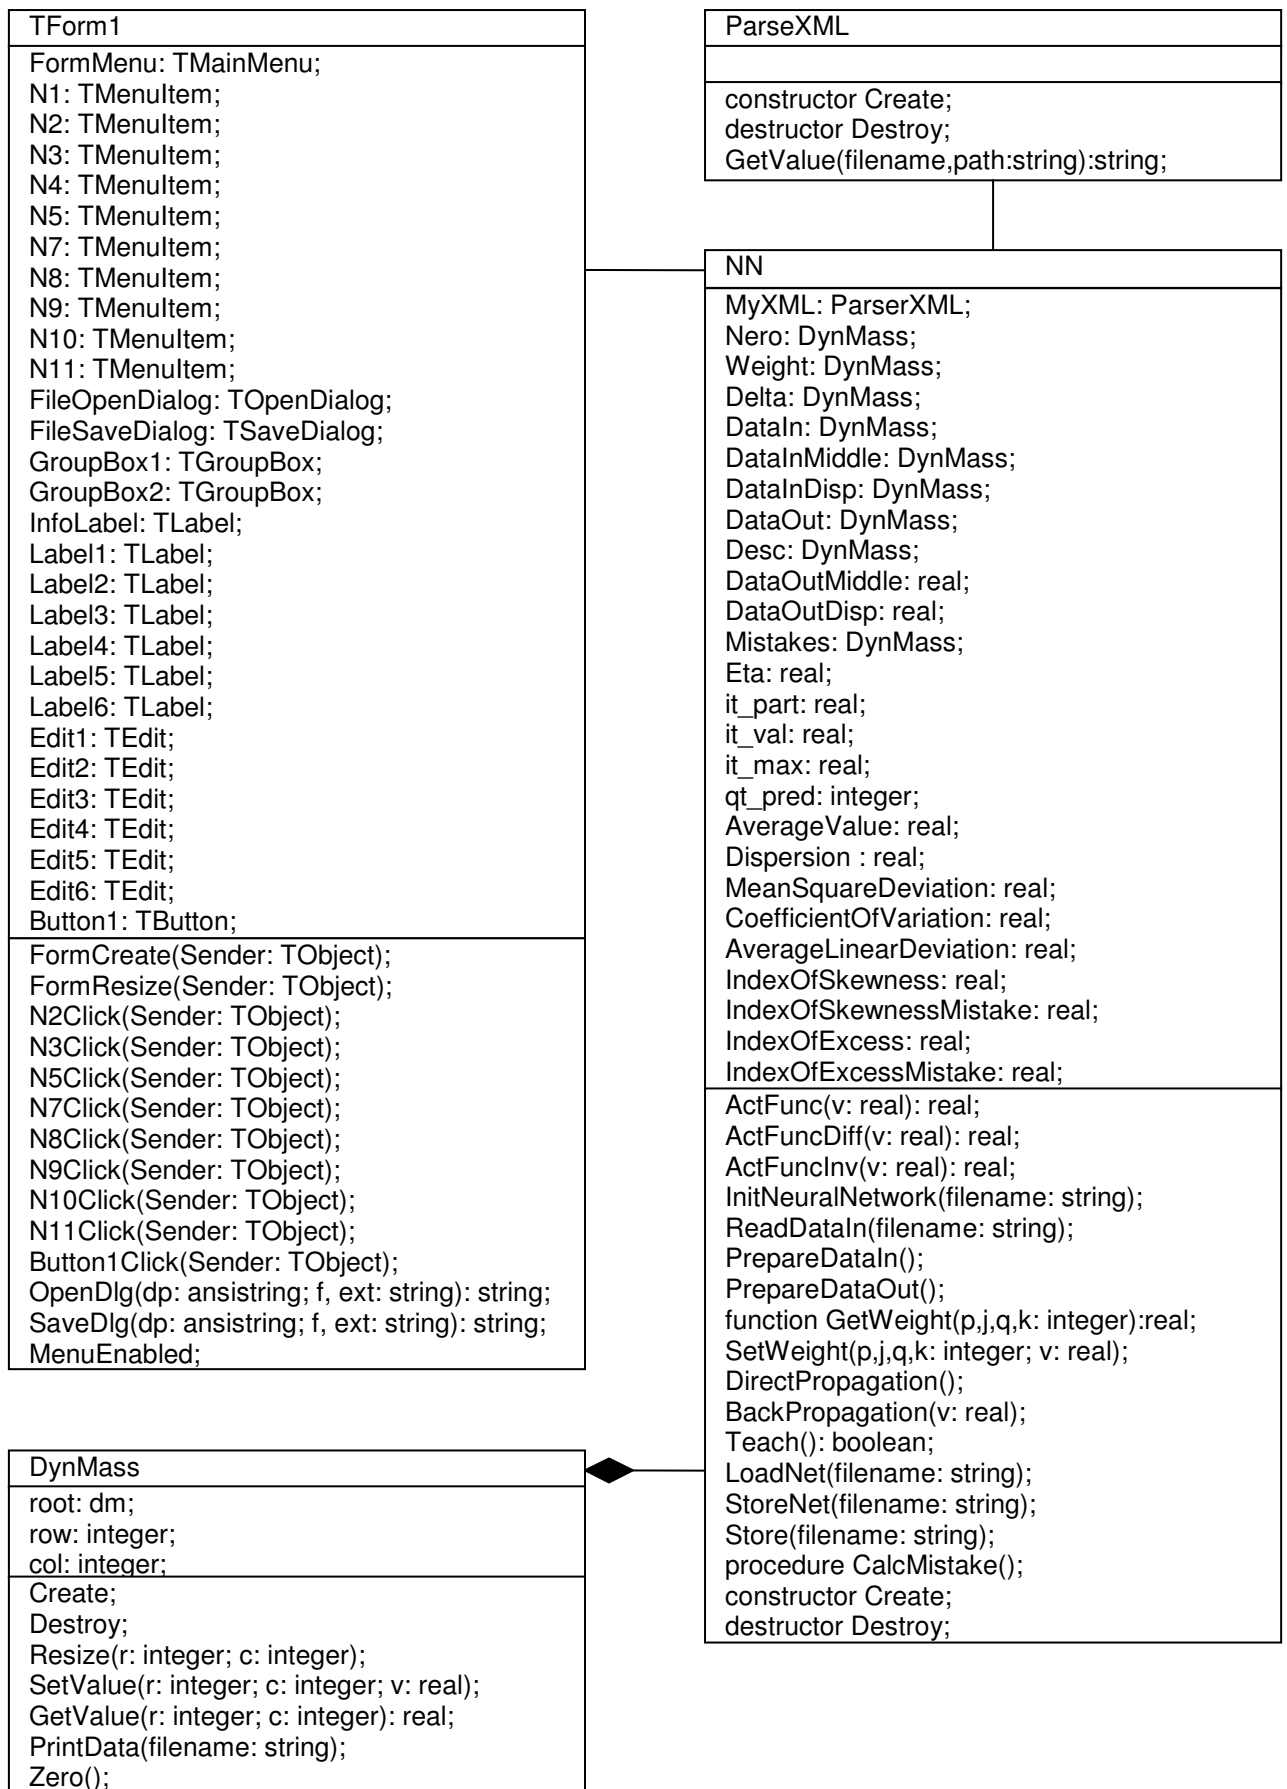 TForm1
FormMenu: TMainMenu;
N1: TMenuItem;
N2: TMenuItem;
N3: TMenuItem;
N4: TMenuItem;
N5: TMenuItem;
N7: TMenuItem;
N8: TMenuItem;
N9: TMenuItem;
N10: TMenuItem;
N11: TMenuItem;
FileOpenDialog: TOpenDialog;
FileSaveDialog: TSaveDialog;
GroupBox1: TGroupBox;
GroupBox2: TGroupBox;
InfoLabel: TLabel;
Label1: TLabel;
Label2: TLabel;
Label3: TLabel;
Label4: TLabel;
Label5: TLabel;
Label6: TLabel;
Edit1: TEdit;
Edit2: TEdit;
Edit3: TEdit;
Edit4: TEdit;
Edit5: TEdit;
Edit6: TEdit;
Button1: TButton;
FormCreate(Sender: TObject);
FormResize(Sender: TObject);
N2Click(Sender: TObject);
N3Click(Sender: TObject);
N5Click(Sender: TObject);
N7Click(Sender: TObject);
N8Click(Sender: TObject);
N9Click(Sender: TObject);
N10Click(Sender: TObject);
N11Click(Sender: TObject);
Button1Click(Sender: TObject);
OpenDlg(dp: ansistring; f, ext: string): string;
SaveDlg(dp: ansistring; f, ext: string): string;
MenuEnabled;
DynMass
root: dm;
row: integer;
col: integer;
Create;
Destroy;
Resize(r: integer; c: integer);
SetValue(r: integer; c: integer; v: real);
GetValue(r: integer; c: integer): real;
PrintData(filename: string);
Zero();
ParseXML
constructor Create;
destructor Destroy;
GetValue(filename,path:string):string;
NN
MyXML: ParserXML;
Nero: DynMass;
Weight: DynMass;
Delta: DynMass;
DataIn: DynMass;
DataInMiddle: DynMass;
DataInDisp: DynMass;
DataOut: DynMass;
Desc: DynMass;
DataOutMiddle: real;
DataOutDisp: real;
Mistakes: DynMass;
Eta: real;
it_part: real;
it_val: real;
it_max: real;
qt_pred: integer;
AverageValue: real;
Dispersion : real;
MeanSquareDeviation: real;
CoefficientOfVariation: real;
AverageLinearDeviation: real;
IndexOfSkewness: real;
IndexOfSkewnessMistake: real;
IndexOfExcess: real;
IndexOfExcessMistake: real;
ActFunc(v: real): real;
ActFuncDiff(v: real): real;
ActFuncInv(v: real): real;
InitNeuralNetwork(filename: string);
ReadDataIn(filename: string);
PrepareDataIn();
PrepareDataOut();
function GetWeight(p,j,q,k: integer):real;
SetWeight(p,j,q,k: integer; v: real);
DirectPropagation();
BackPropagation(v: real);
Teach(): boolean;
LoadNet(filename: string);
StoreNet(filename: string);
Store(filename: string);
procedure CalcMistake();
constructor Create;
destructor Destroy;